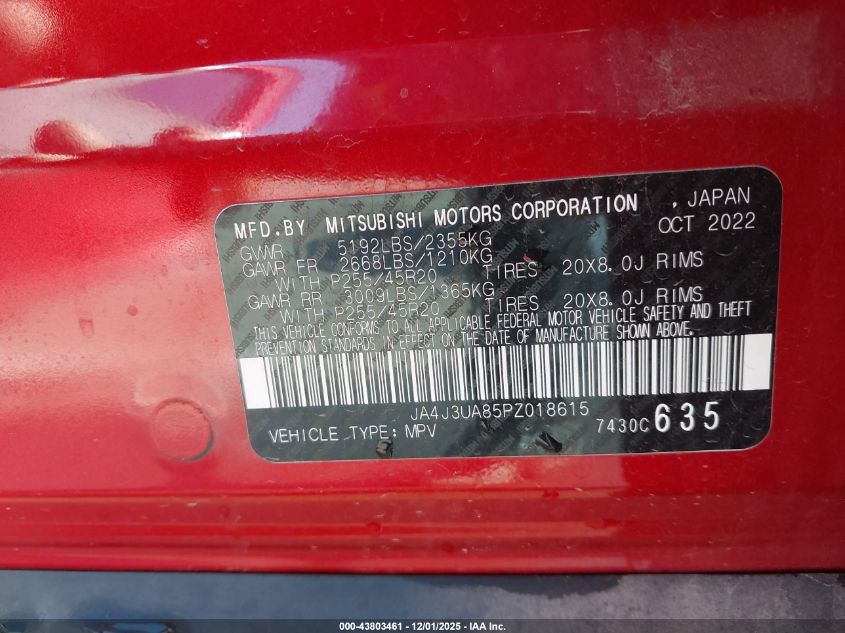 MFD.BY MITSUBISHI MOTORS CORPORATION , JAPAN
OCT 2022
GVWR 5192LBS/2355KG
GAWR FR 2668LBS/1210KG
WITH P255/45R20 TIRES 20X8.0J RIMS
GAWR RR 3009LBS/1365KG
WITH P255/45R20 TIRES 20X8.0J RIMS
THIS VEHICLE CONFORMS TO ALL APPLICABLE FEDERAL MOTOR VEHICLE SAFETY AND THEFT
PREVENTION STANDARDS IN EFFECT ON THE DATE OF MANUFACTURE SHOWN ABOVE.
JA4J3UA85PZ018615
VEHICLE TYPE: MPV 7430C635
000-43803461 - 12/01/2025 - IAA Inc.